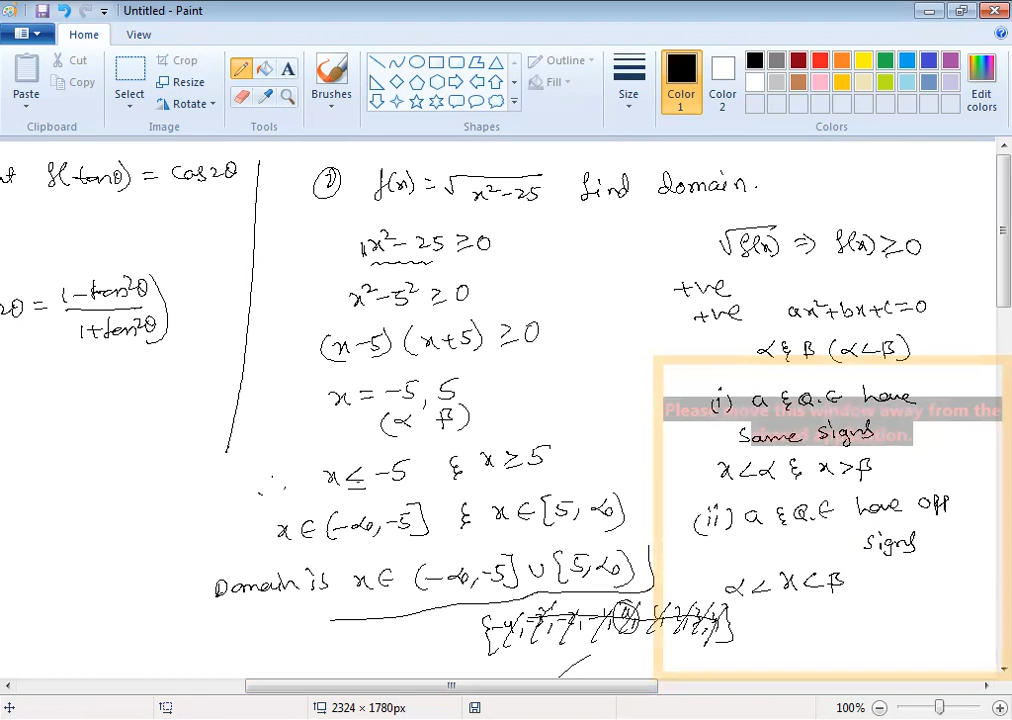 Untitled - Paint
Home
View
Paste
Cut
Copy
Clipboard
Select
Crop
Resize
Rotate
Image
Tools
Brushes
Shapes
Outline
Fill
Size
Color 1
Color 2
Edit colors
Colors
f(tanθ) = cos2θ
= 1-tan²θ / 1+tan²θ )
① f(x) = √x²-25 find domain.
x² - 25 ≥ 0
x² - 5² ≥ 0
(x-5) (x+5) ≥ 0
x = -5, 5
(α β)
∴ x ≤ -5 & x ≥ 5
x ∈ (-∞, -5] & x ∈ [5, ∞)
Domain is x ∈ (-∞, -5] ∪ [5, ∞)
√f(x) ⇒ f(x) ≥ 0
+ve
+ve ax²+bx+c=0
α & β (α<β)
(i) a & Q.E have
same signs
x<α & x>β
(ii) a & Q.E have opp
signs
α < x < β
Please move this window away from the
application.
2324 × 1780px
100%